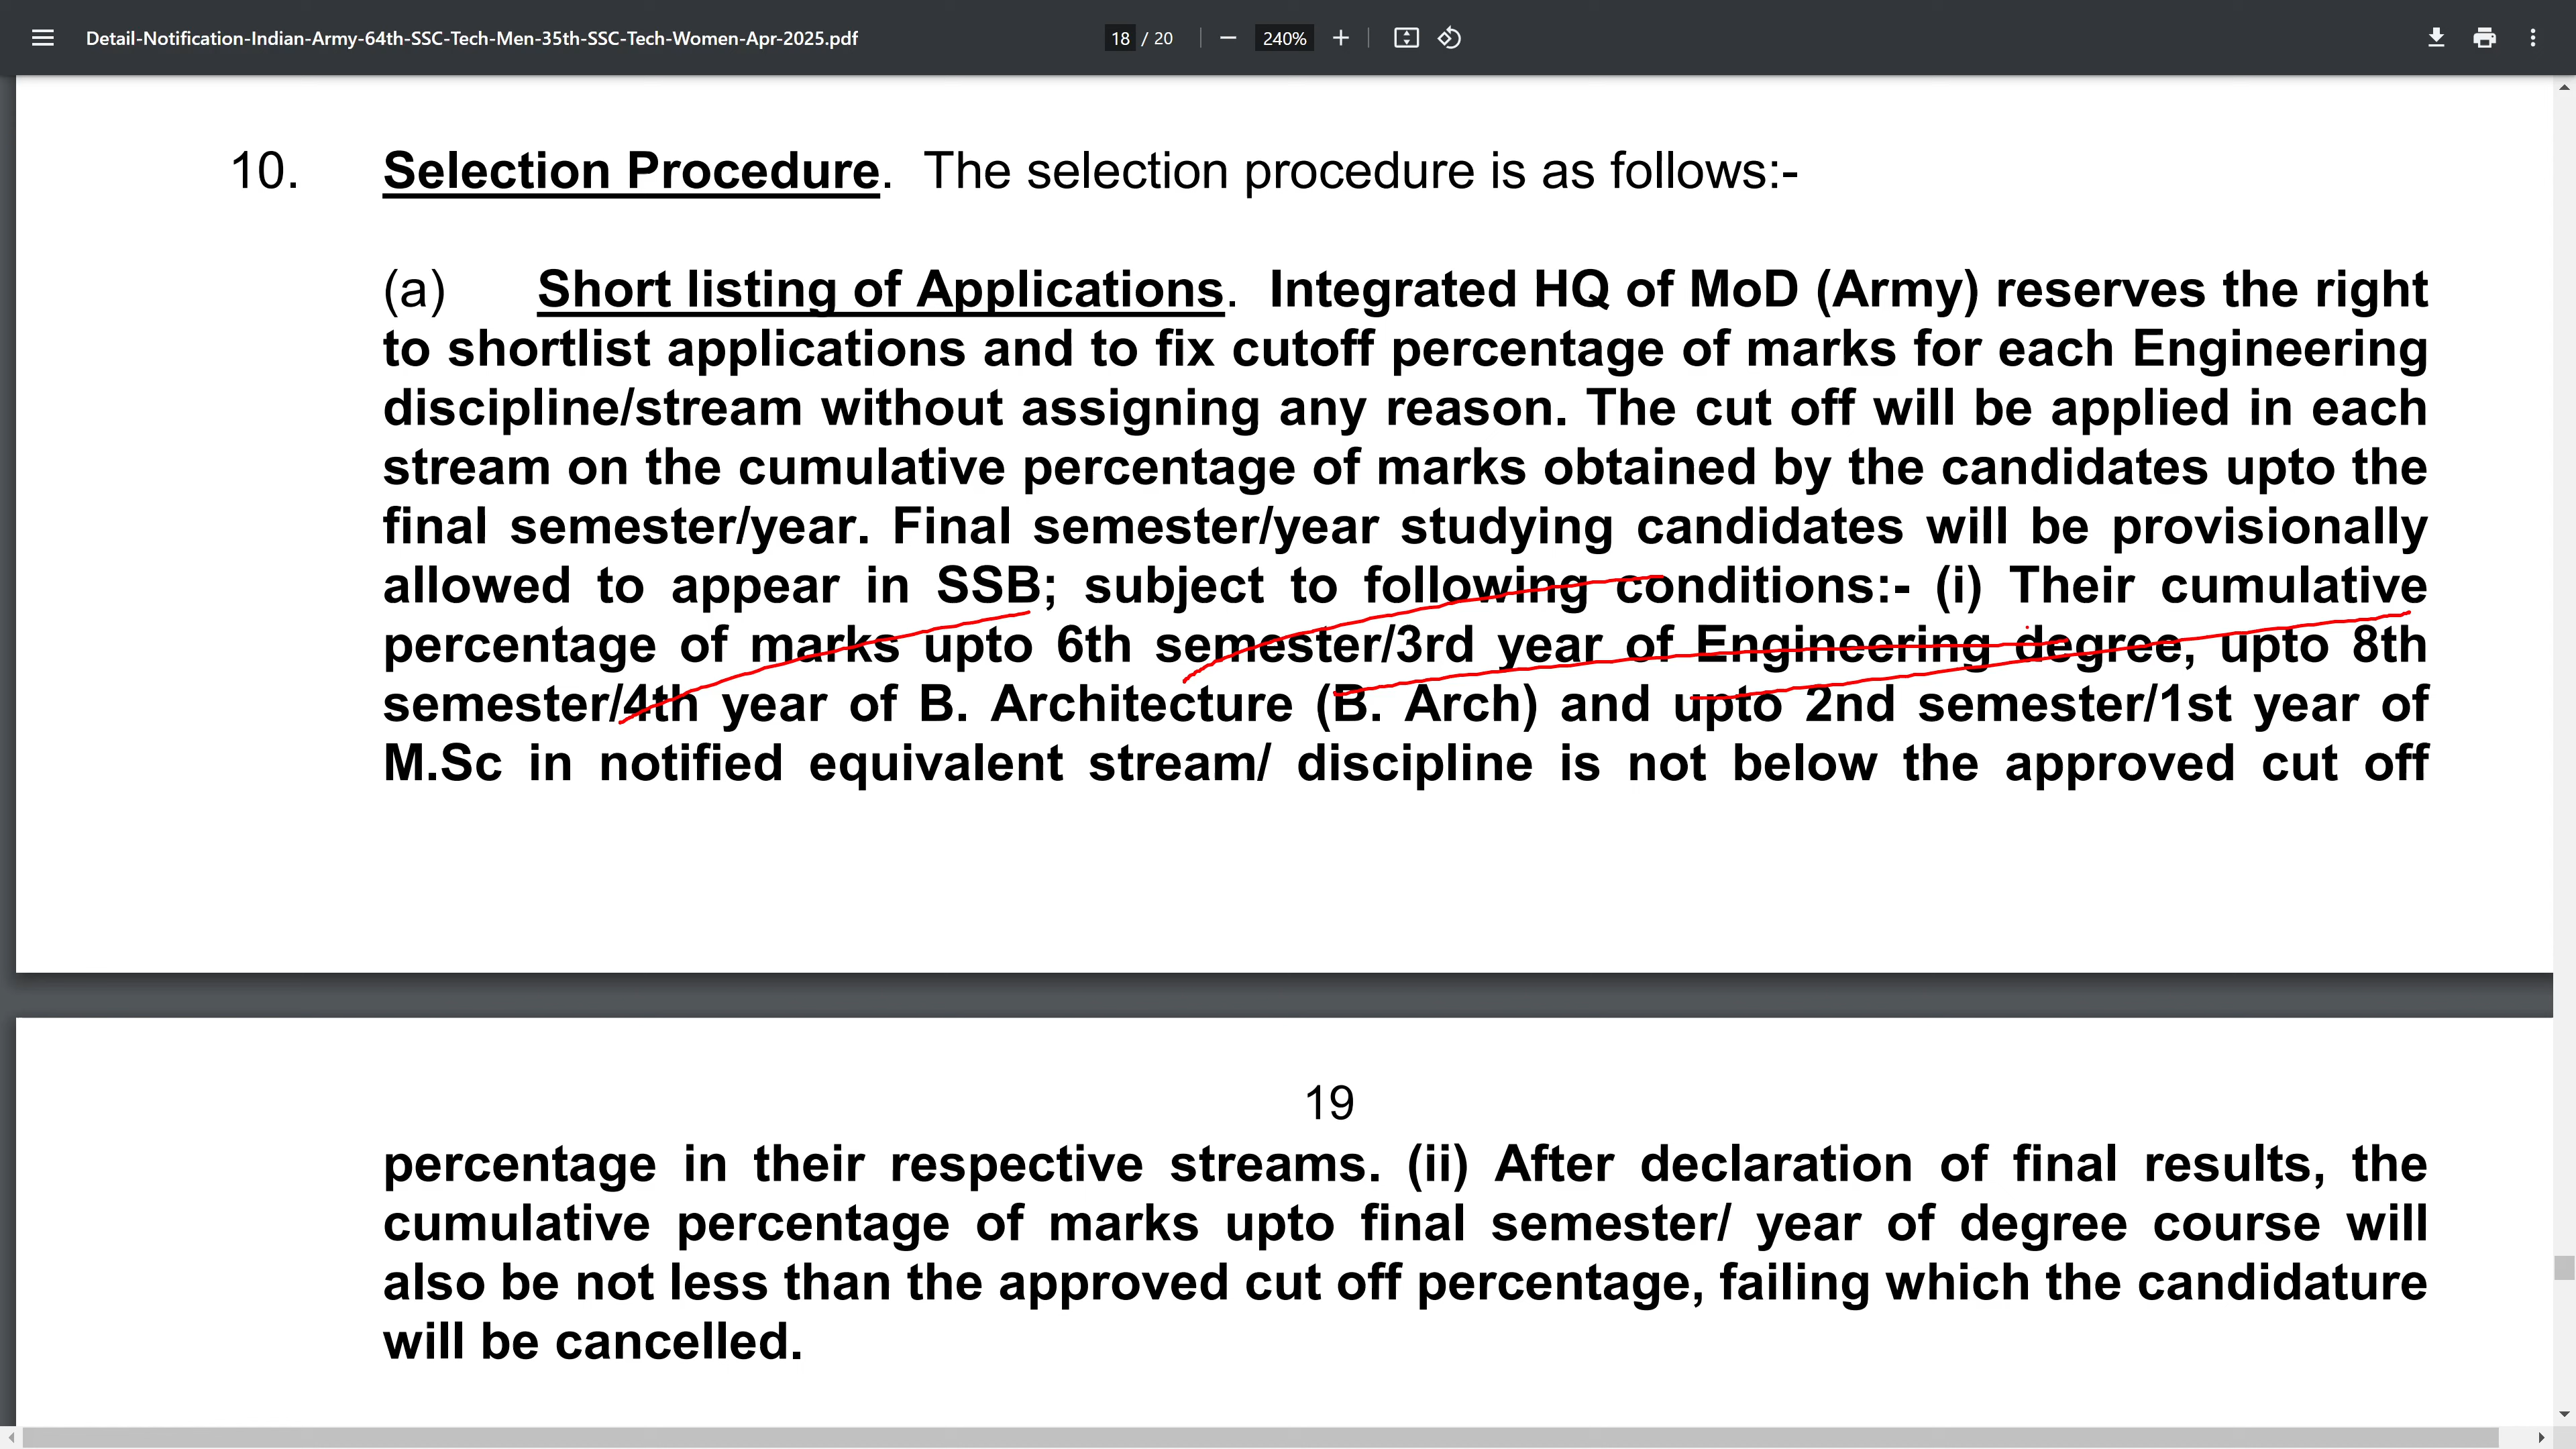 Detail-Notification-Indian-Army-64th-SSC-Tech-Men-35th-SSC-Tech-Women-Apr-2025.pdf
18 / 20
240%
10. Selection Procedure. The selection procedure is as follows:-
(a) Short listing of Applications. Integrated HQ of MoD (Army) reserves the right
to shortlist applications and to fix cutoff percentage of marks for each Engineering
discipline/stream without assigning any reason. The cut off will be applied in each
stream on the cumulative percentage of marks obtained by the candidates upto the
final semester/year. Final semester/year studying candidates will be provisionally
allowed to appear in SSB; subject to following conditions:- (i) Their cumulative
percentage of marks upto 6th semester/3rd year of Engineering degree, upto 8th
semester/4th year of B. Architecture (B. Arch) and upto 2nd semester/1st year of
M.Sc in notified equivalent stream/ discipline is not below the approved cut off
19
percentage in their respective streams. (ii) After declaration of final results, the
cumulative percentage of marks upto final semester/ year of degree course will
also be not less than the approved cut off percentage, failing which the candidature
will be cancelled.